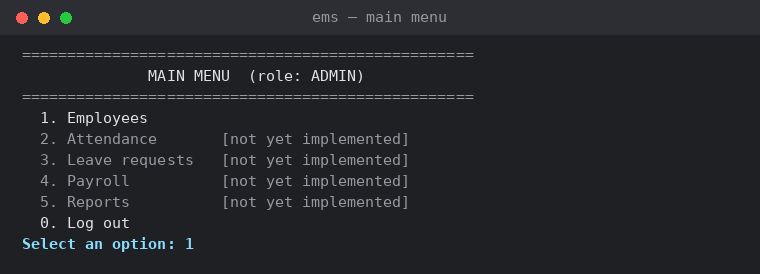 ems — main menu
==================================================
MAIN MENU  (role: ADMIN)
==================================================
1. Employees
2. Attendance       [not yet implemented]
3. Leave requests   [not yet implemented]
4. Payroll          [not yet implemented]
5. Reports          [not yet implemented]
0. Log out
Select an option: 1